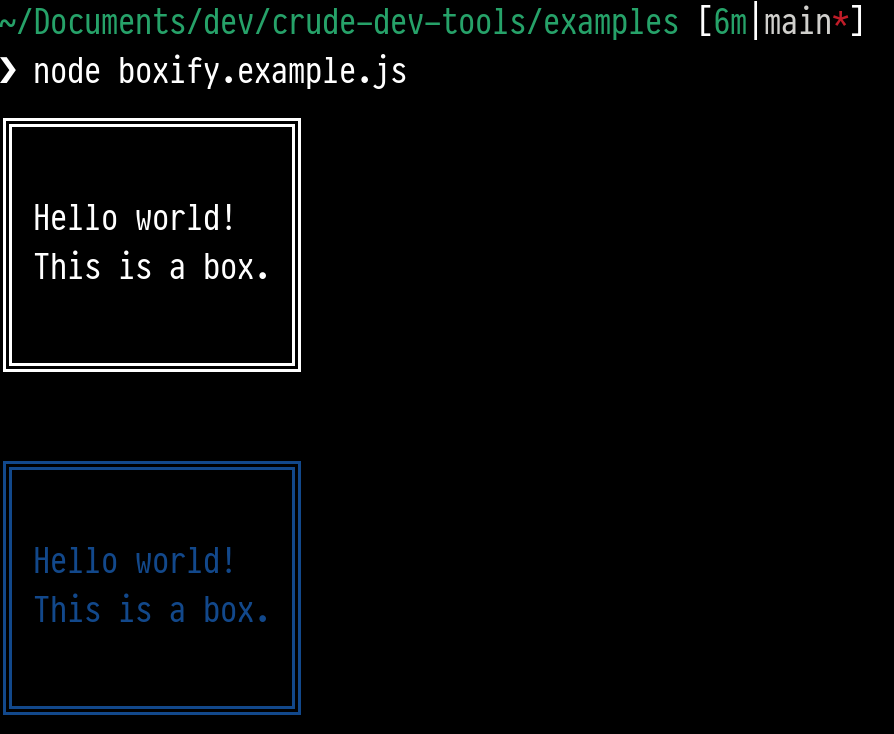 ~/Documents/dev/crude-dev-tools/examples [6m|main*]
❯ node boxify.example.js
Hello world!
This is a box.
Hello world!
This is a box.